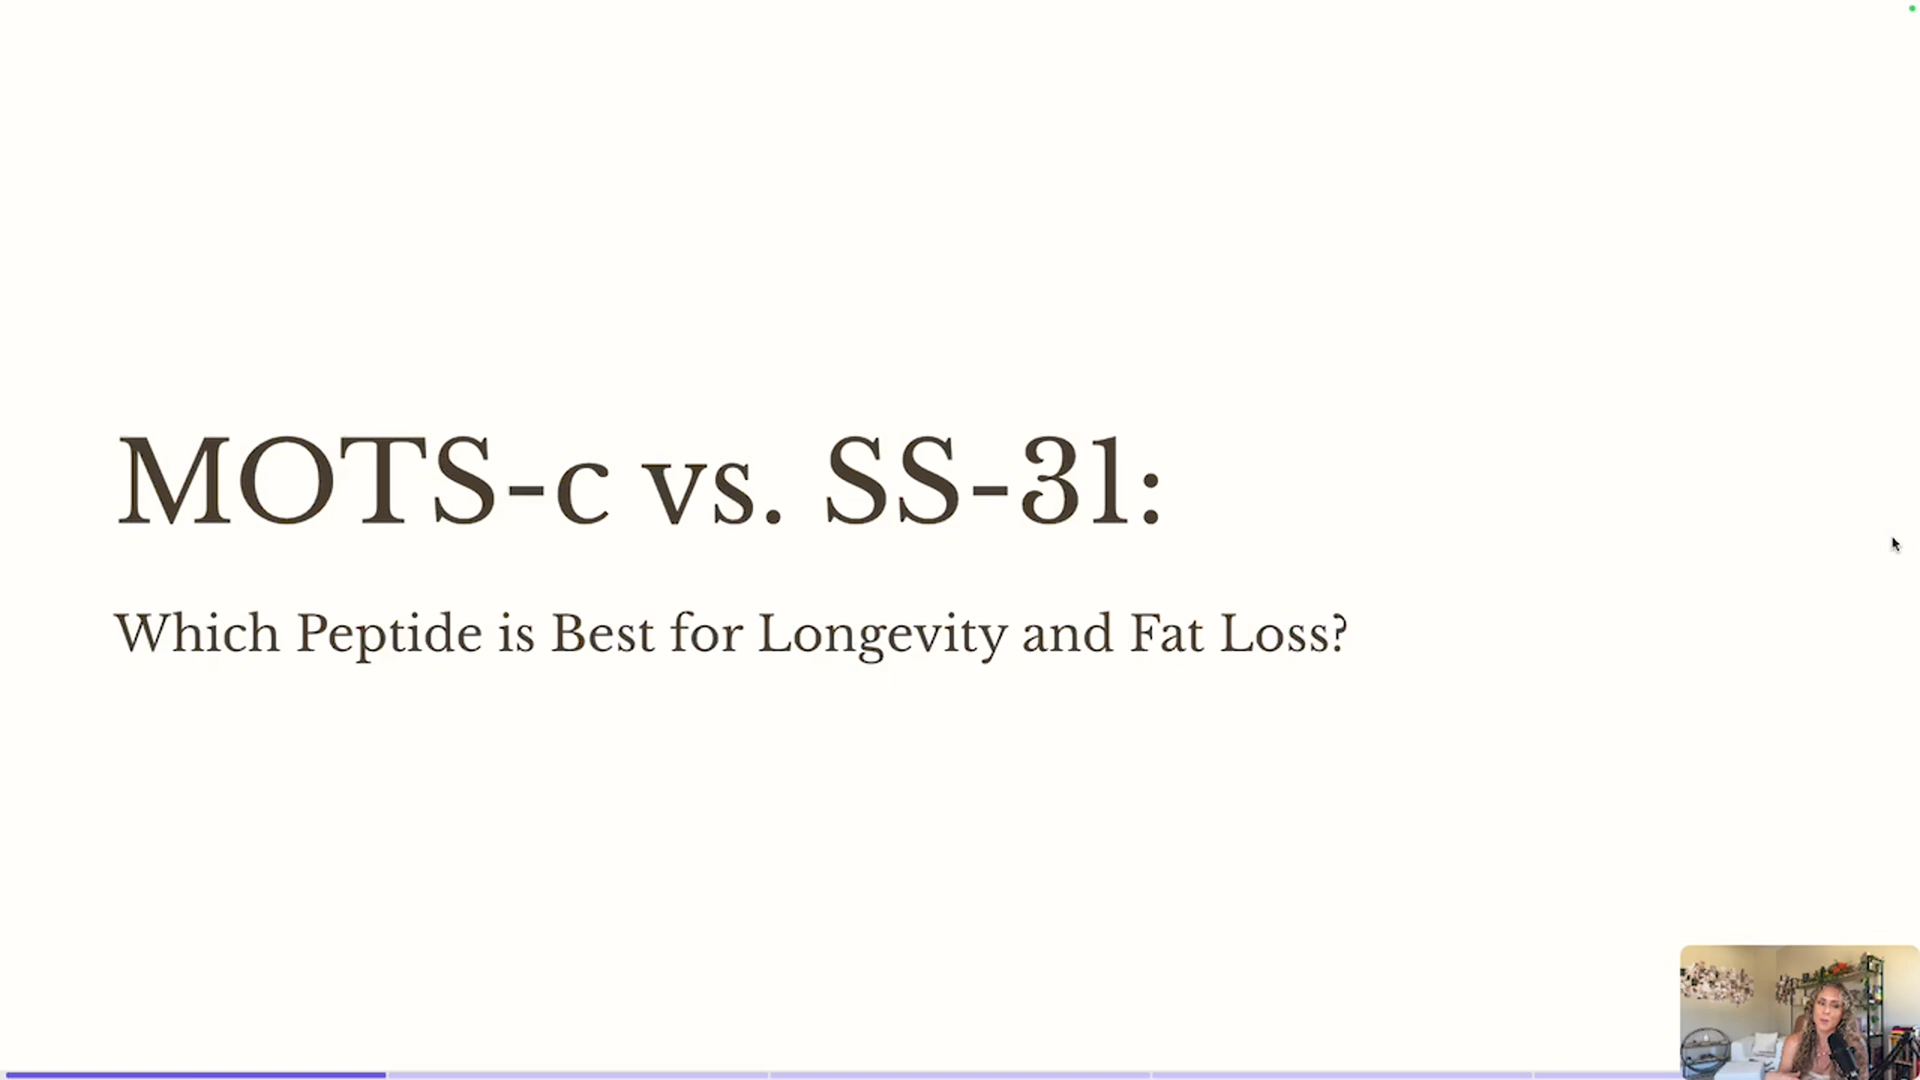 MOTS-c vs. SS-31:
Which Peptide is Best for Longevity and Fat Loss?